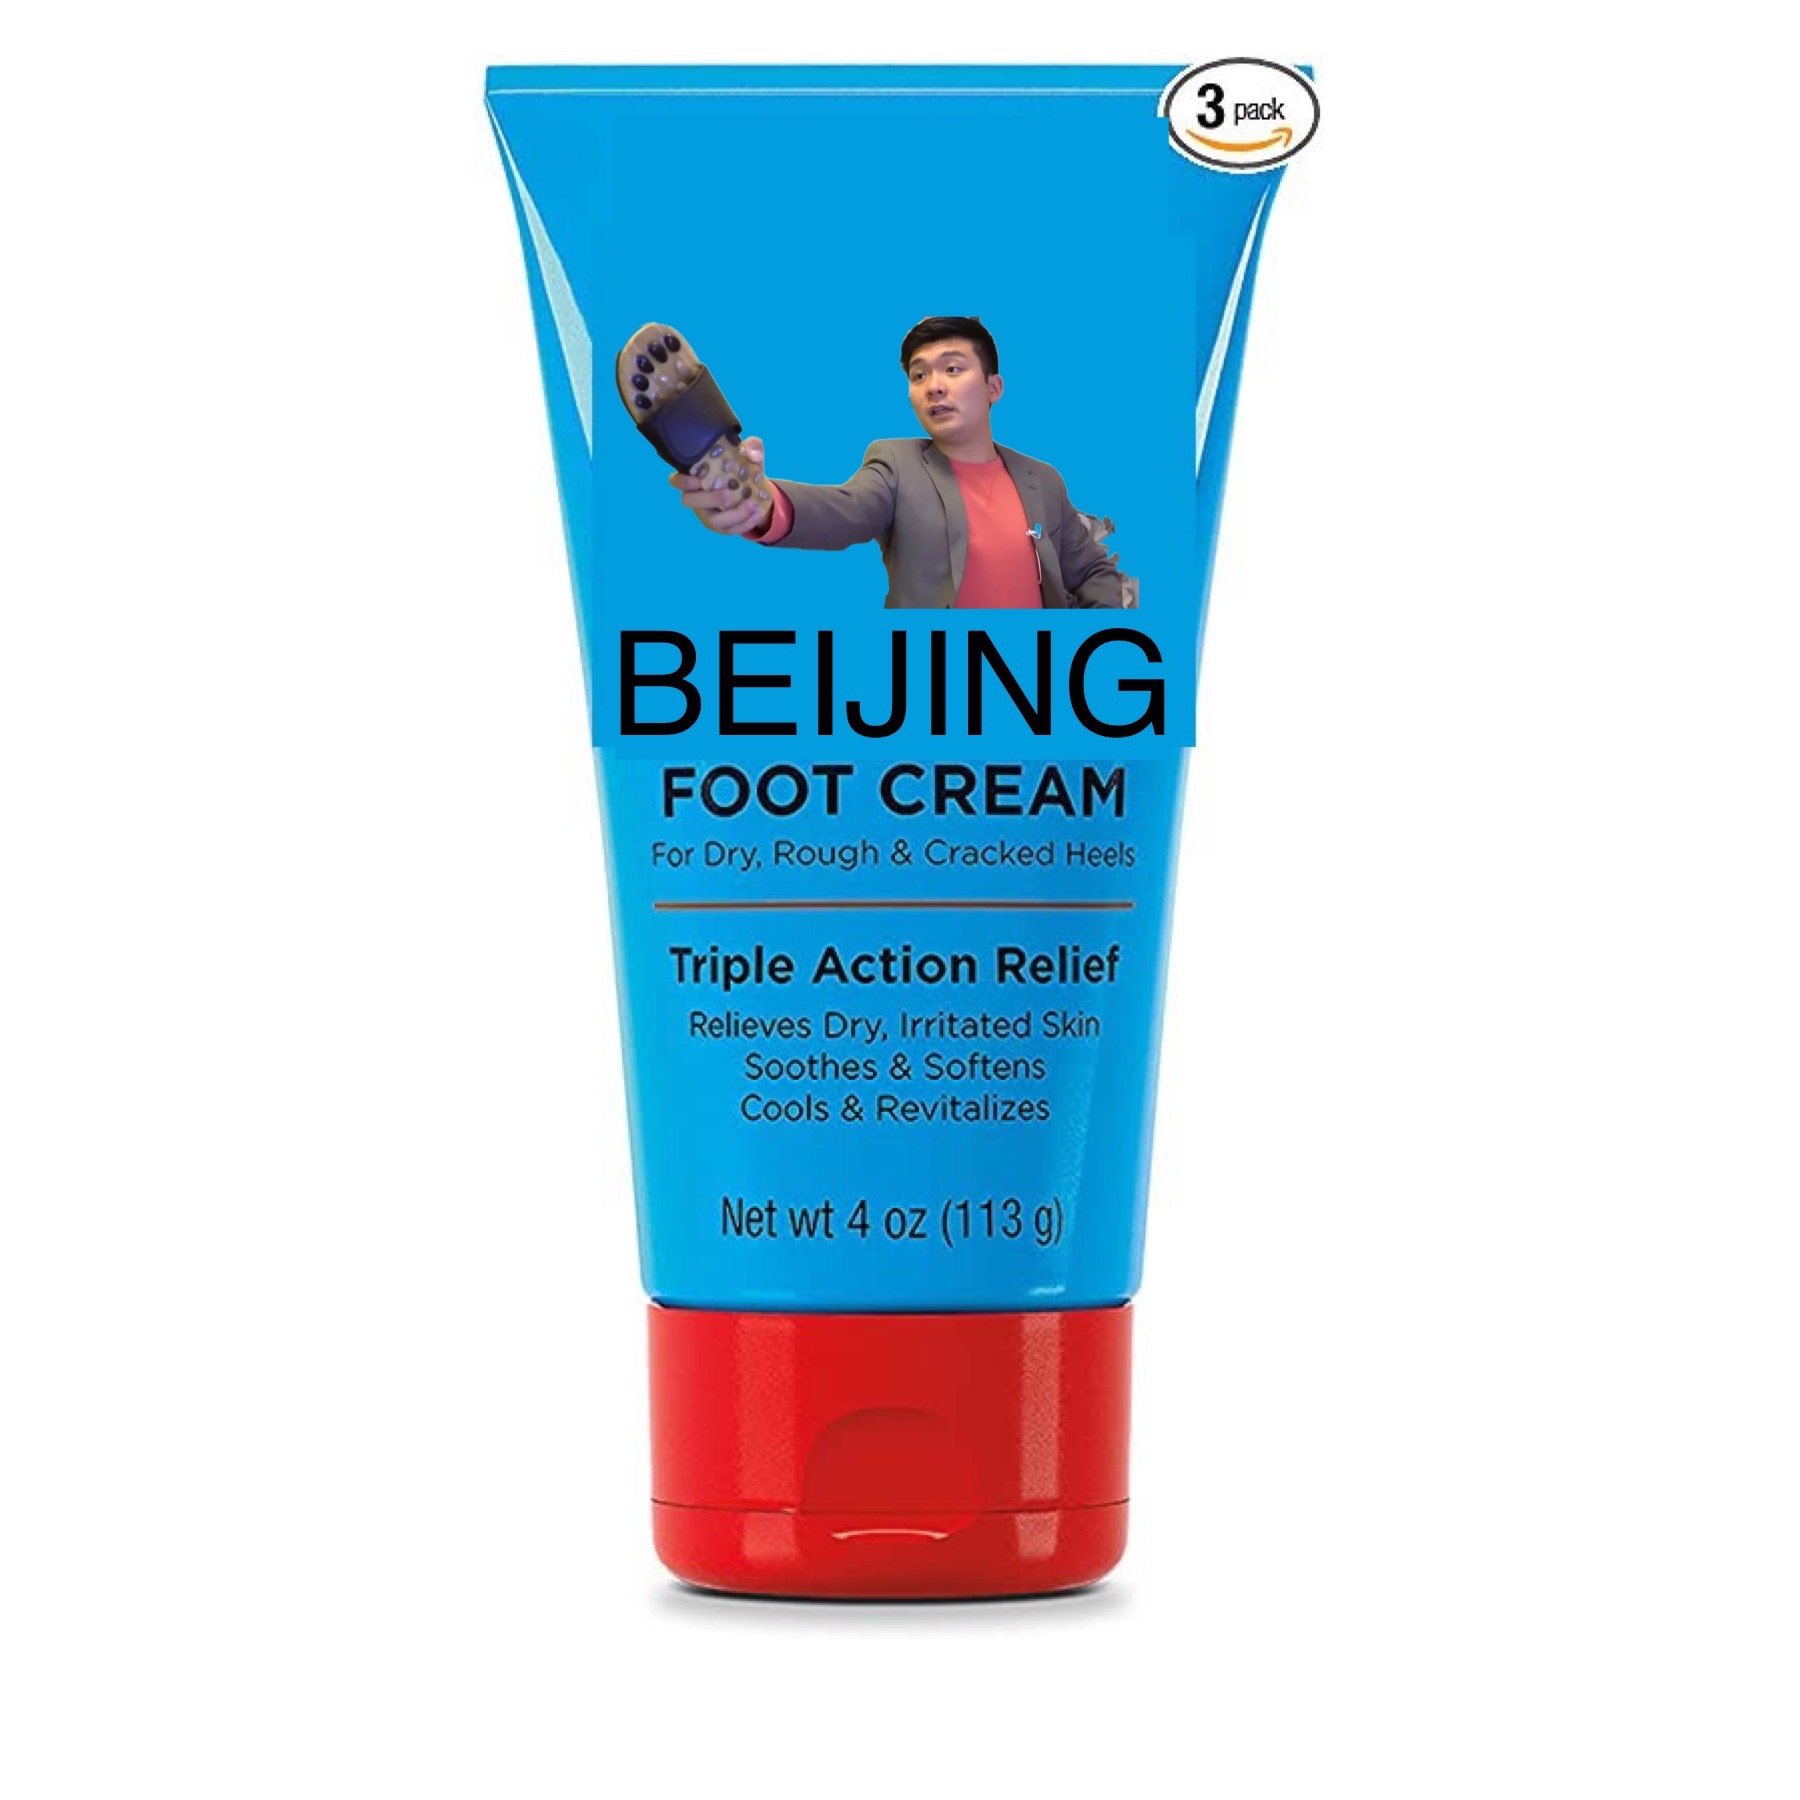 3 pack
BEIJING
FOOT CREAM
For Dry, Rough & Cracked Heels
Triple Action Relief
Relieves Dry, Irritated Skin
Soothes & Softens
Cools & Revitalizes
Net wt 4 oz (113 g)